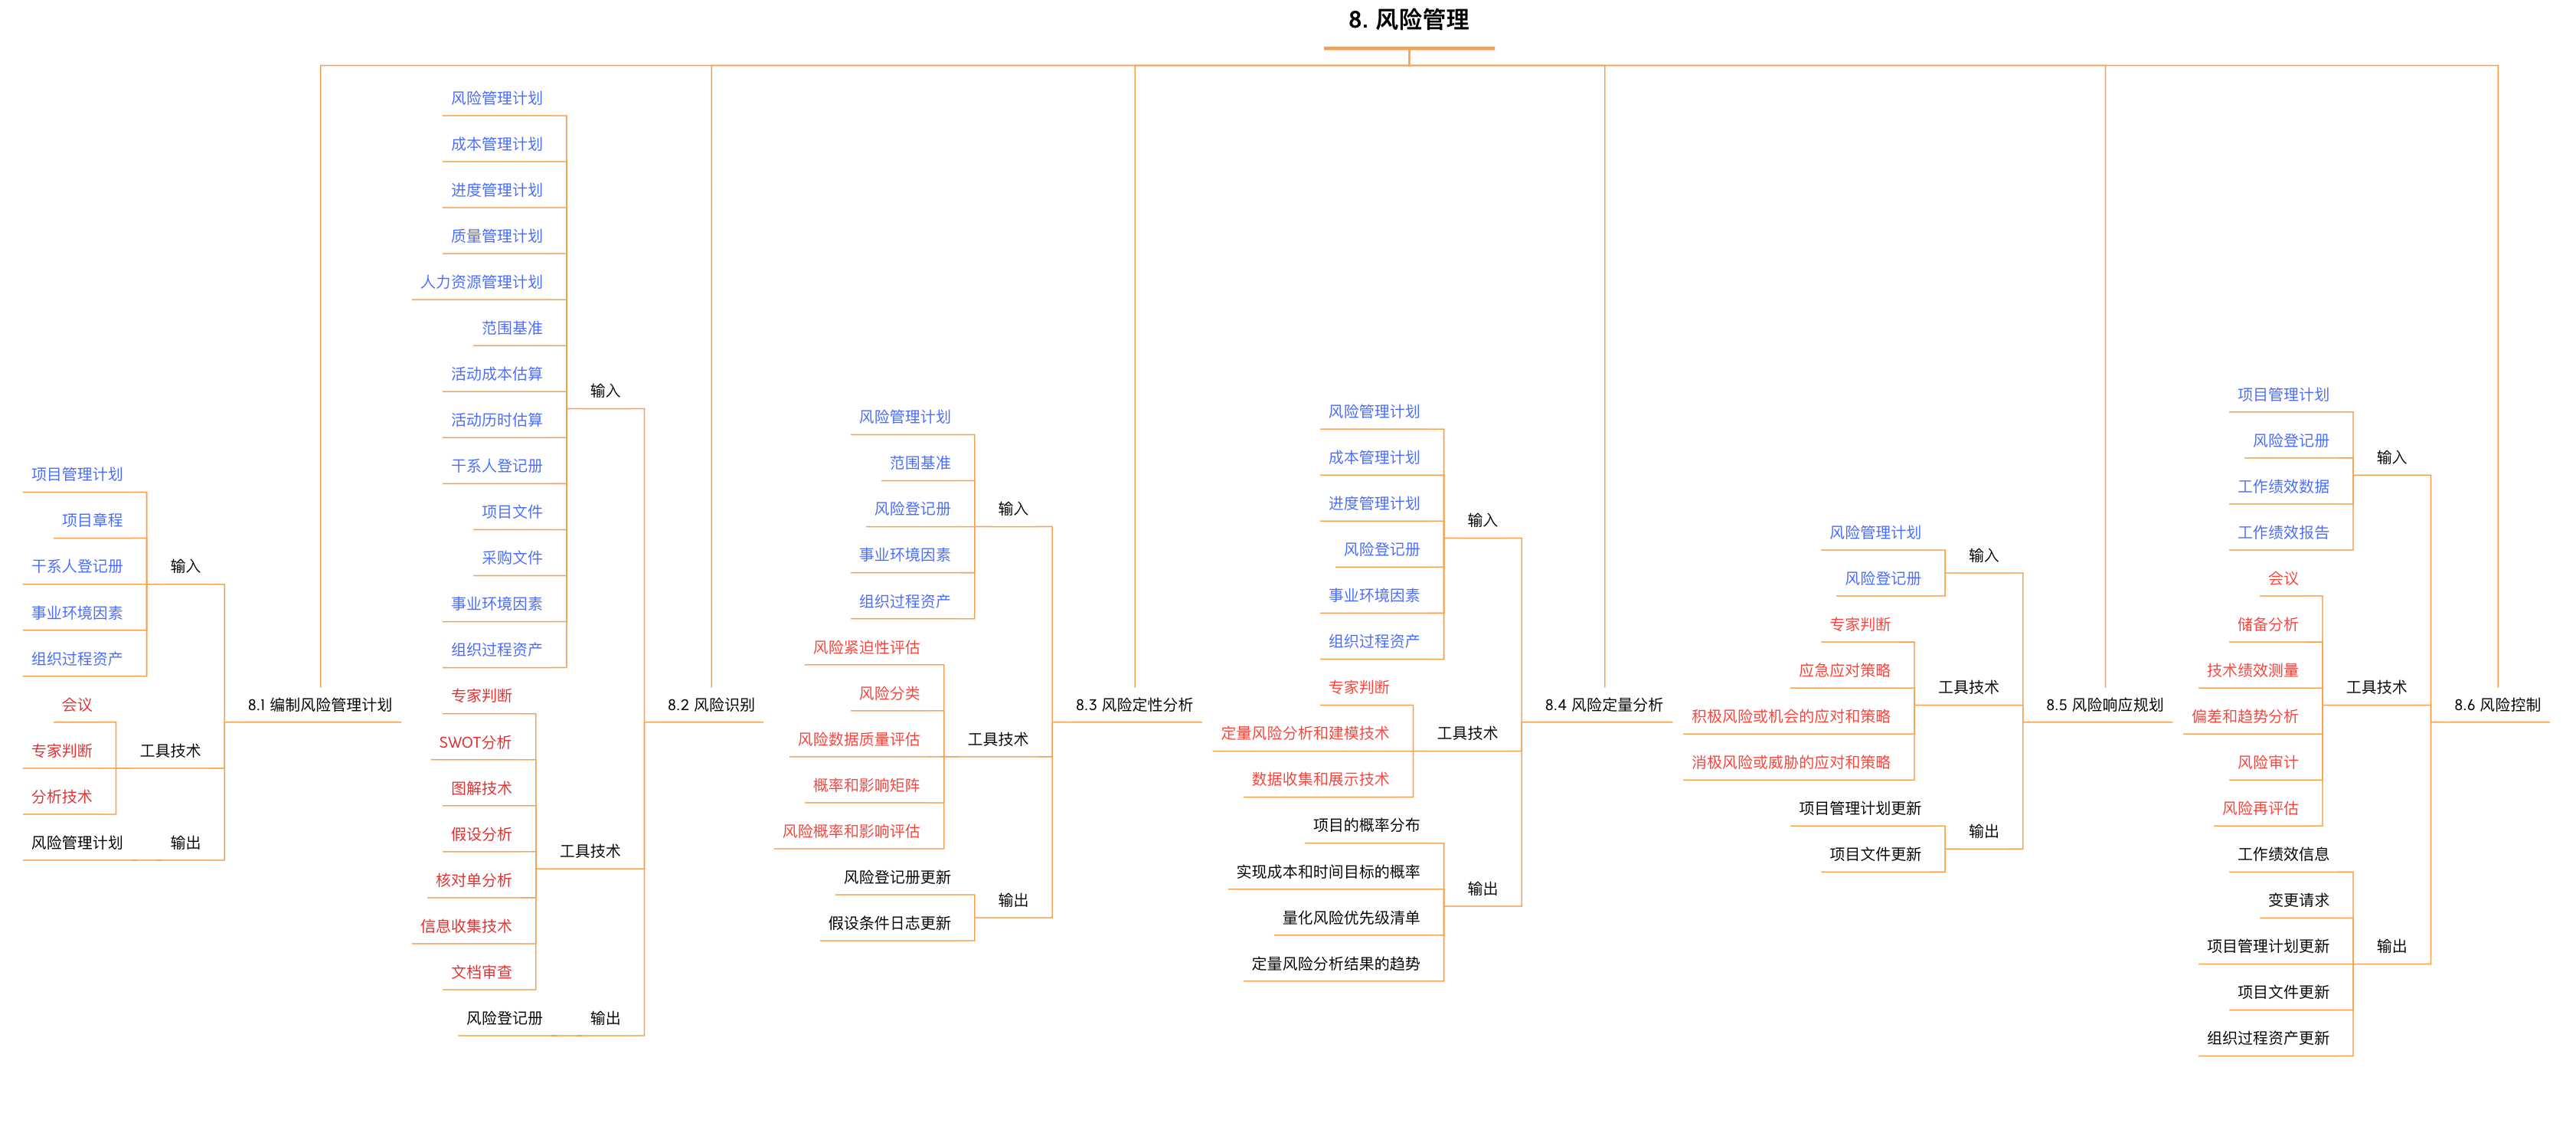 8. 风险管理
8.1 编制风险管理计划
输入
项目管理计划
项目章程
干系人登记册
事业环境因素
组织过程资产
工具技术
会议
专家判断
分析技术
输出
风险管理计划
8.2 风险识别
输入
风险管理计划
成本管理计划
进度管理计划
质量管理计划
人力资源管理计划
范围基准
活动成本估算
活动历时估算
干系人登记册
项目文件
采购文件
事业环境因素
组织过程资产
工具技术
专家判断
SWOT分析
图解技术
假设分析
核对单分析
信息收集技术
文档审查
输出
风险登记册
8.3 风险定性分析
输入
风险管理计划
范围基准
风险登记册
事业环境因素
组织过程资产
工具技术
风险紧迫性评估
风险分类
风险数据质量评估
概率和影响矩阵
风险概率和影响评估
输出
风险登记册更新
假设条件日志更新
8.4 风险定量分析
输入
风险管理计划
成本管理计划
进度管理计划
风险登记册
事业环境因素
组织过程资产
工具技术
专家判断
定量风险分析和建模技术
数据收集和展示技术
输出
项目的概率分布
实现成本和时间目标的概率
量化风险优先级清单
定量风险分析结果的趋势
8.5 风险响应规划
输入
风险管理计划
风险登记册
工具技术
专家判断
应急应对策略
积极风险或机会的应对和策略
消极风险或威胁的应对和策略
输出
项目管理计划更新
项目文件更新
8.6 风险控制
输入
项目管理计划
风险登记册
工作绩效数据
工作绩效报告
工具技术
会议
储备分析
技术绩效测量
偏差和趋势分析
风险审计
风险再评估
输出
工作绩效信息
变更请求
项目管理计划更新
项目文件更新
组织过程资产更新